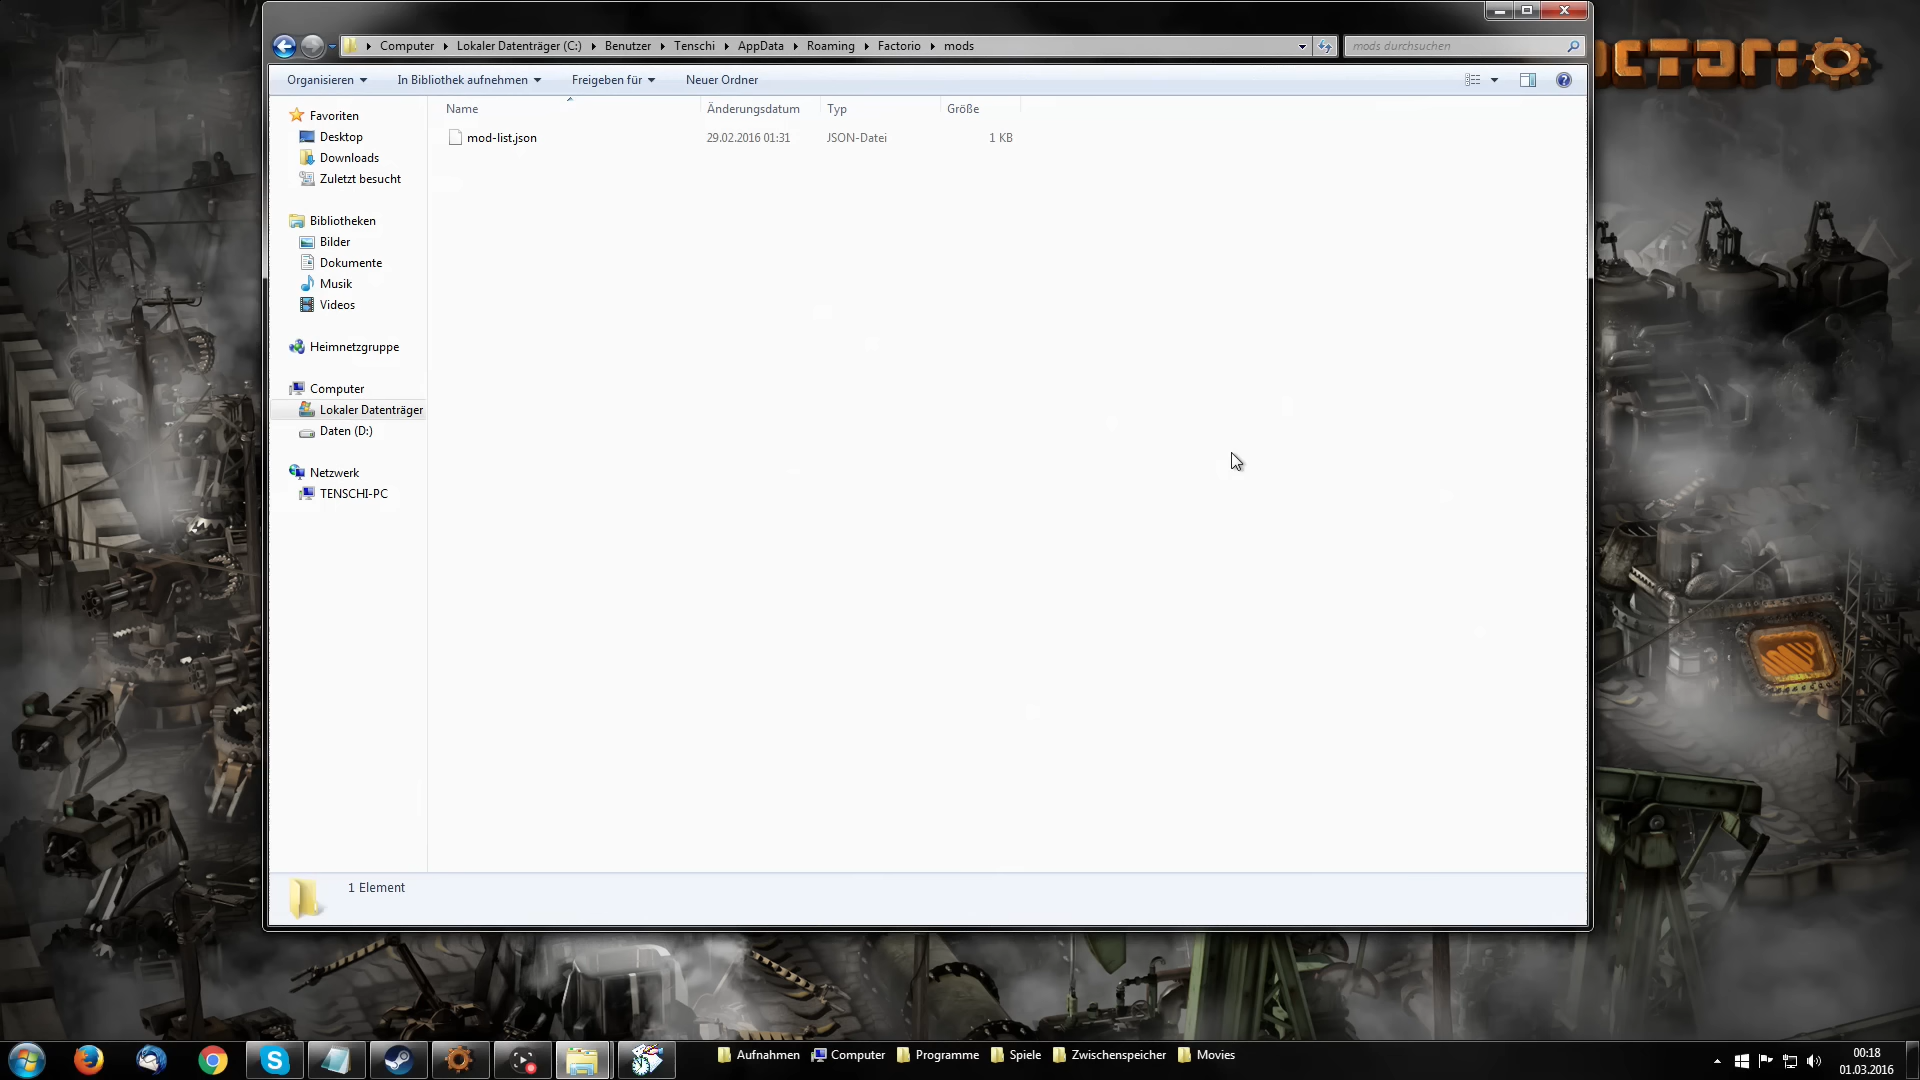 Computer Lokaler Datenträger (C:) Benutzer Tenschi AppData Roaming Factorio mods
mods durchsuchen
Organisieren In Bibliothek aufnehmen Freigeben für Neuer Ordner
Name Änderungsdatum Typ Größe
mod-list.json 29.02.2016 01:31 JSON-Datei 1 KB
Favoriten
Desktop
Downloads
Zuletzt besucht
Bibliotheken
Bilder
Dokumente
Musik
Videos
Heimnetzgruppe
Computer
Lokaler Datenträger
Daten (D:)
Netzwerk
TENSCHI-PC
1 Element
Aufnahmen Computer Programme Spiele Zwischenspeicher Movies
00:18
01.03.2016